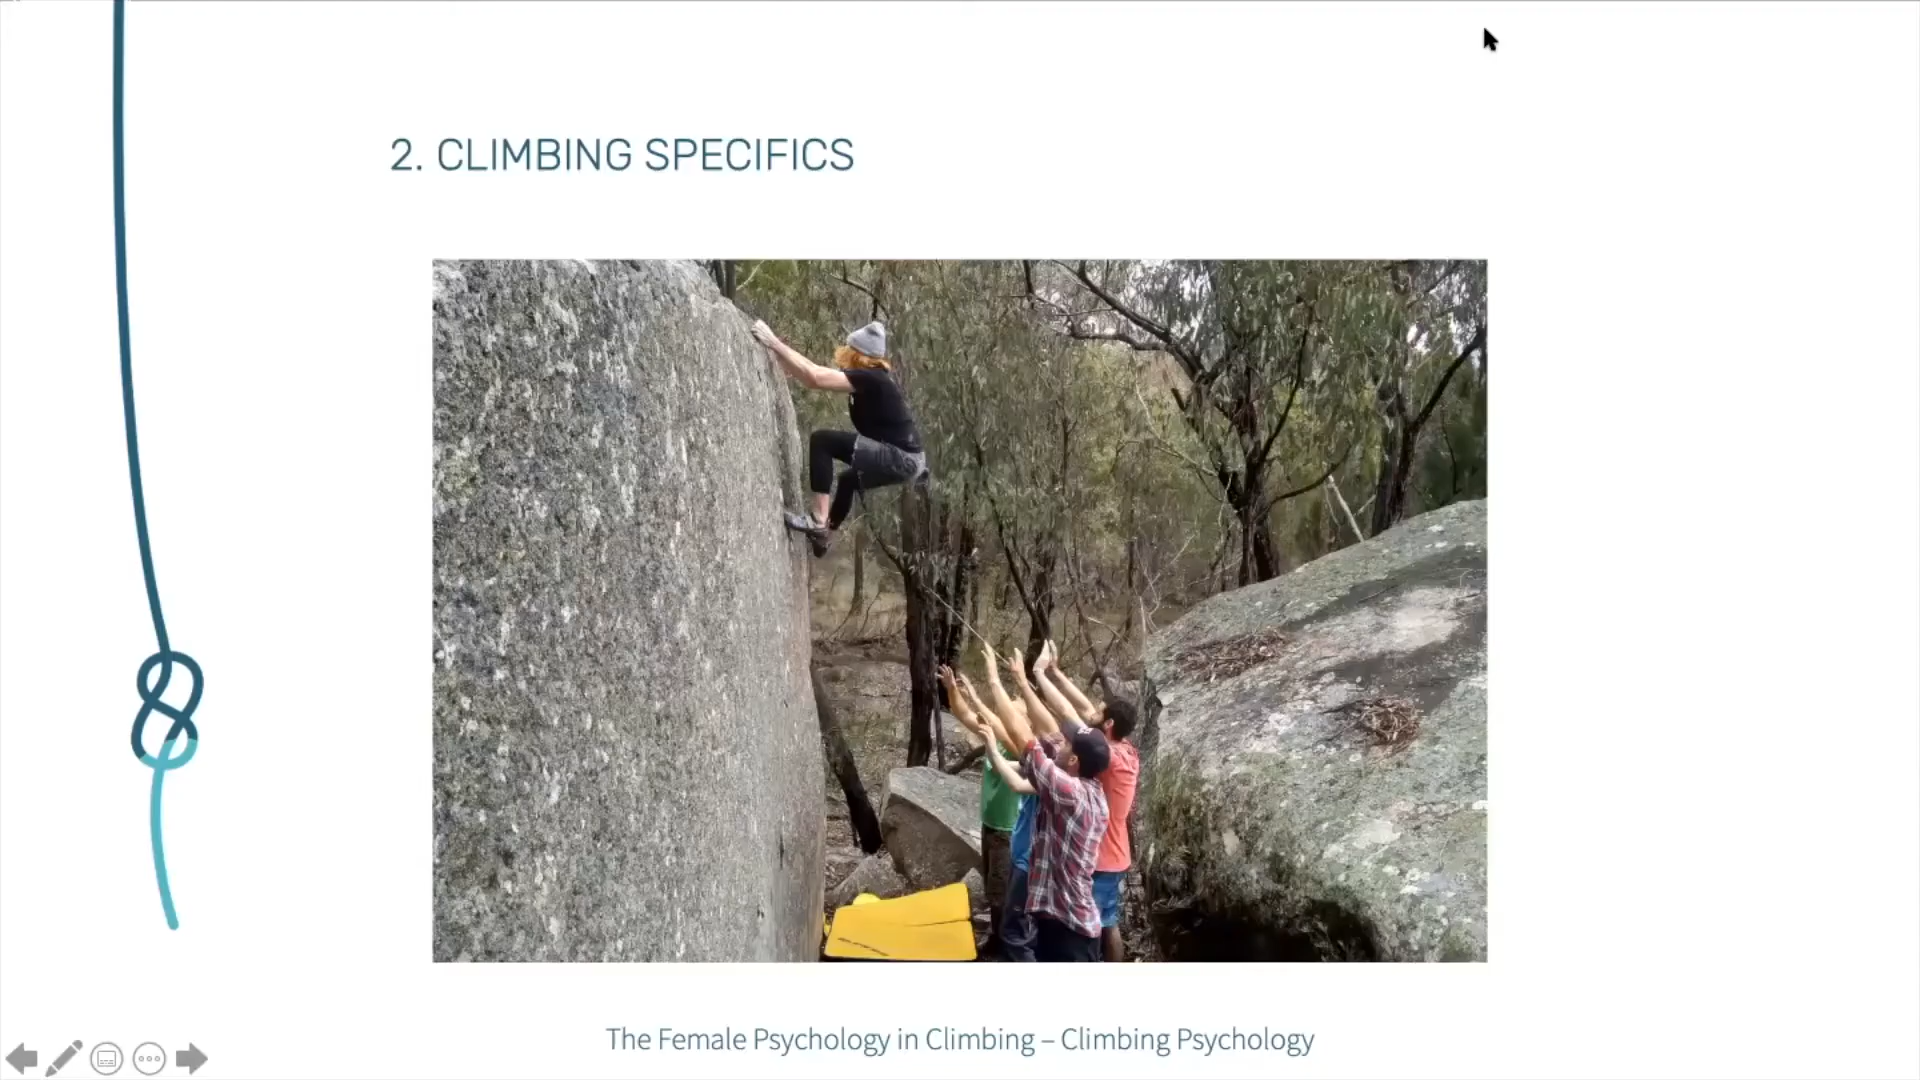 2. CLIMBING SPECIFICS
The Female Psychology in Climbing – Climbing Psychology